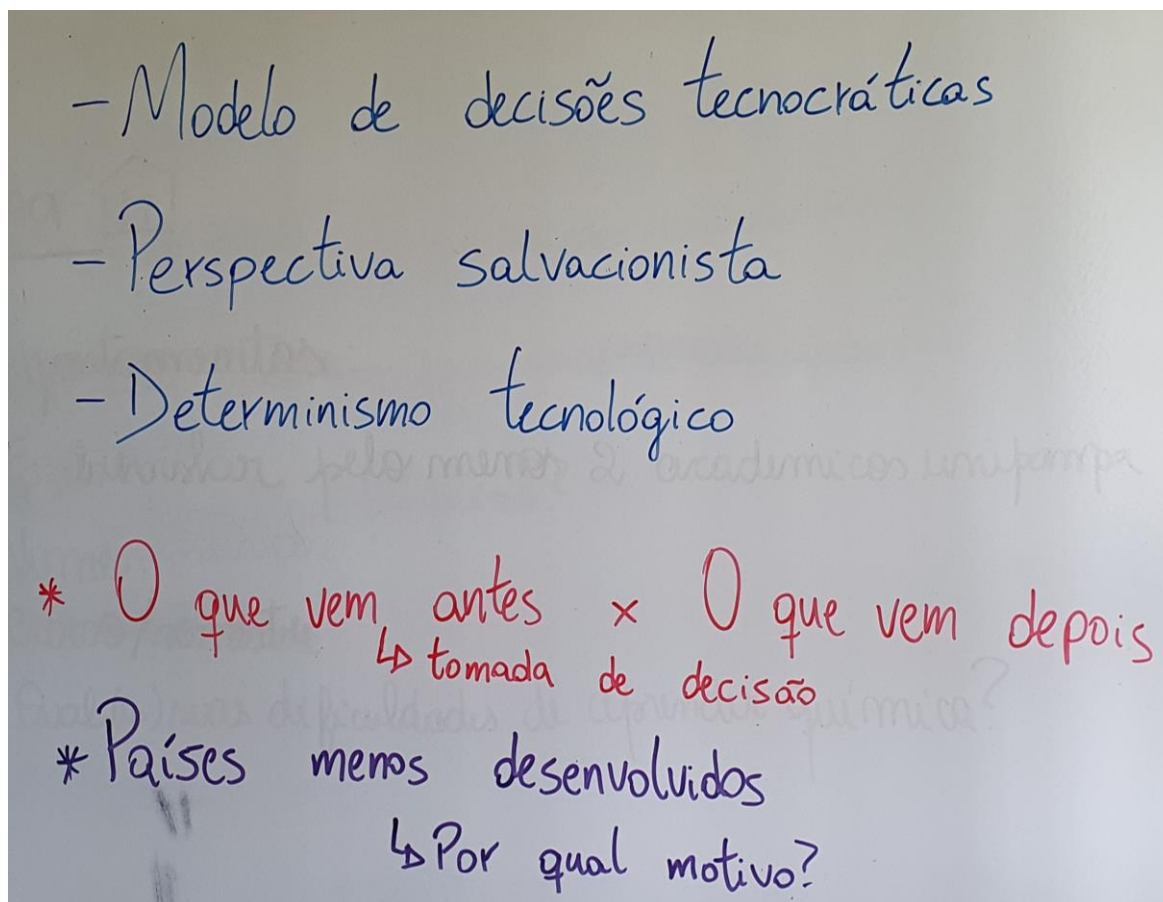 - Modelo de decisões tecnocráticas
- Perspectiva salvacionista
- Determinismo tecnológico
* O que vem antes x O que vem depois
↳ tomada de decisão
* Países menos desenvolvidos
↳ Por qual motivo?